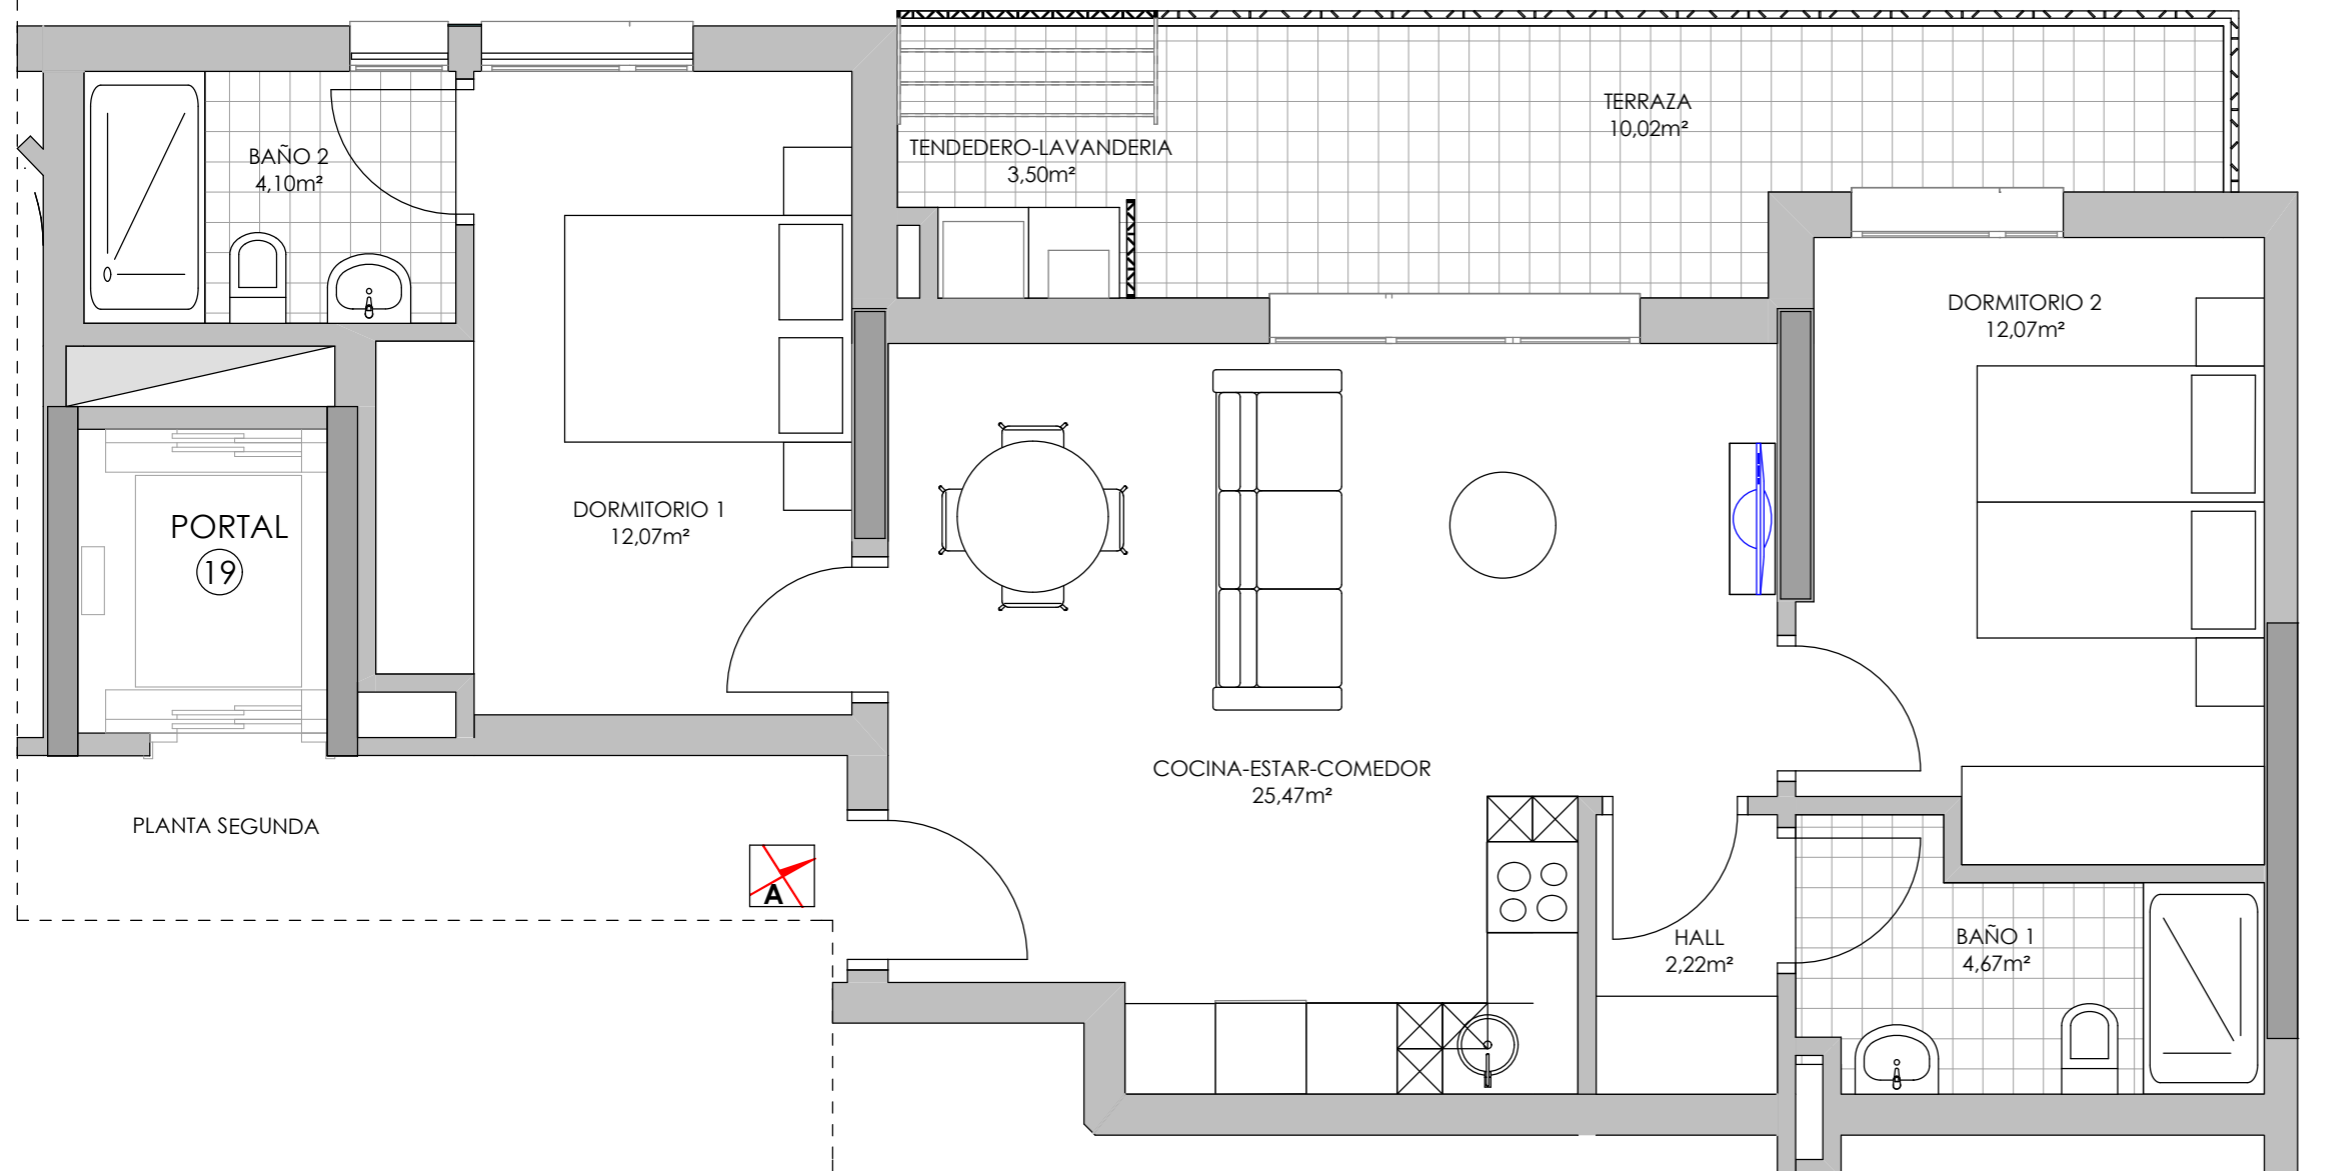 TERRAZA
10,02m²
TENDEDERO-LAVANDERIA
3,50m²
BAÑO 2
4,10m²
DORMITORIO 2
12,07m²
DORMITORIO 1
12,07m²
PORTAL
19
COCINA-ESTAR-COMEDOR
25,47m²
PLANTA SEGUNDA
A
HALL
2,22m²
BAÑO 1
4,67m²